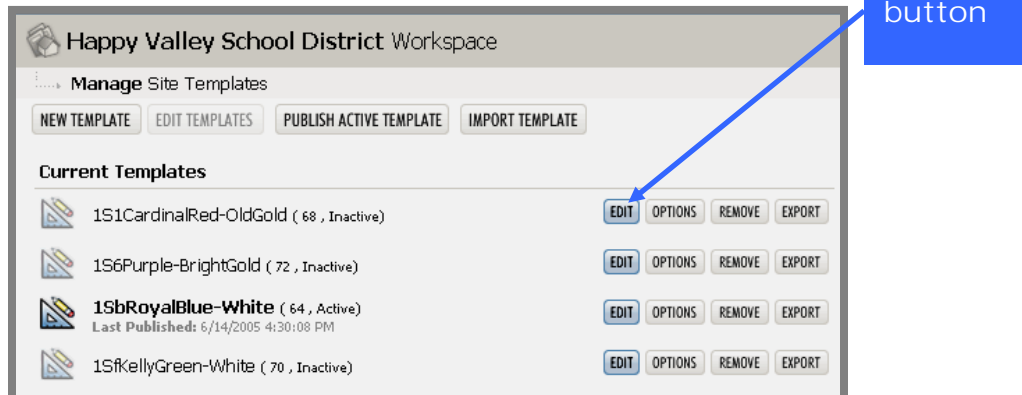 button
Happy Valley School District Workspace
Manage Site Templates
NEW TEMPLATE EDIT TEMPLATES PUBLISH ACTIVE TEMPLATE IMPORT TEMPLATE
Current Templates
1S1CardinalRed-OldGold ( 68 , Inactive) EDIT OPTIONS REMOVE EXPORT
1S6Purple-BrightGold ( 72 , Inactive) EDIT OPTIONS REMOVE EXPORT
1SbRoyalBlue-White ( 64 , Active) EDIT OPTIONS REMOVE EXPORT
Last Published: 6/14/2005 4:30:08 PM
1SfKellyGreen-White ( 70 , Inactive) EDIT OPTIONS REMOVE EXPORT